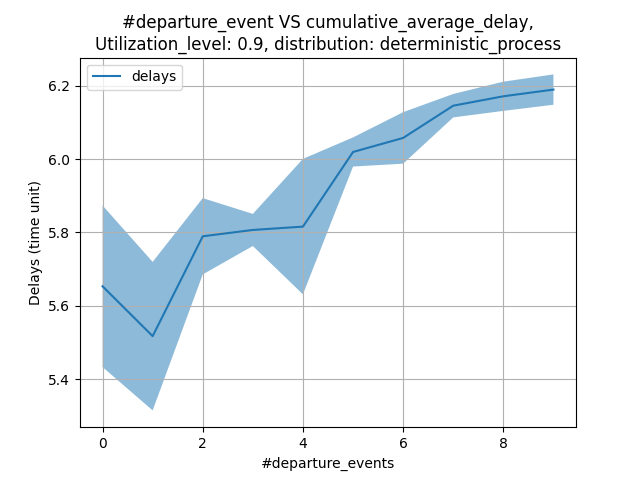 #departure_event VS cumulative_average_delay,
Utilization_level: 0.9, distribution: deterministic_process
delays
6.2
6.0
5.8
5.6
5.4
Delays (time unit)
0 2 4 6 8
#departure_events